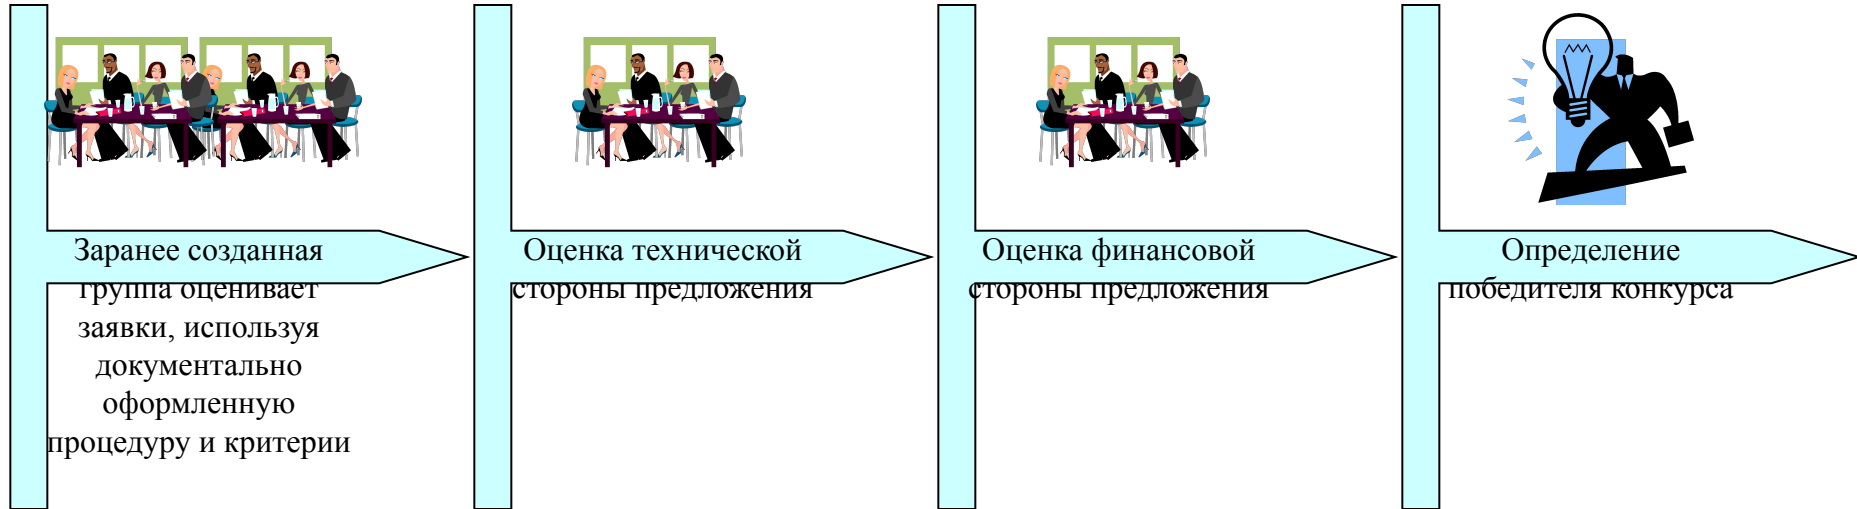 Заранее созданная
группа оценивает
заявки, используя
документально
оформленную
процедуру и критерии
Оценка технической
стороны предложения
Оценка финансовой
стороны предложения
Определение
победителя конкурса